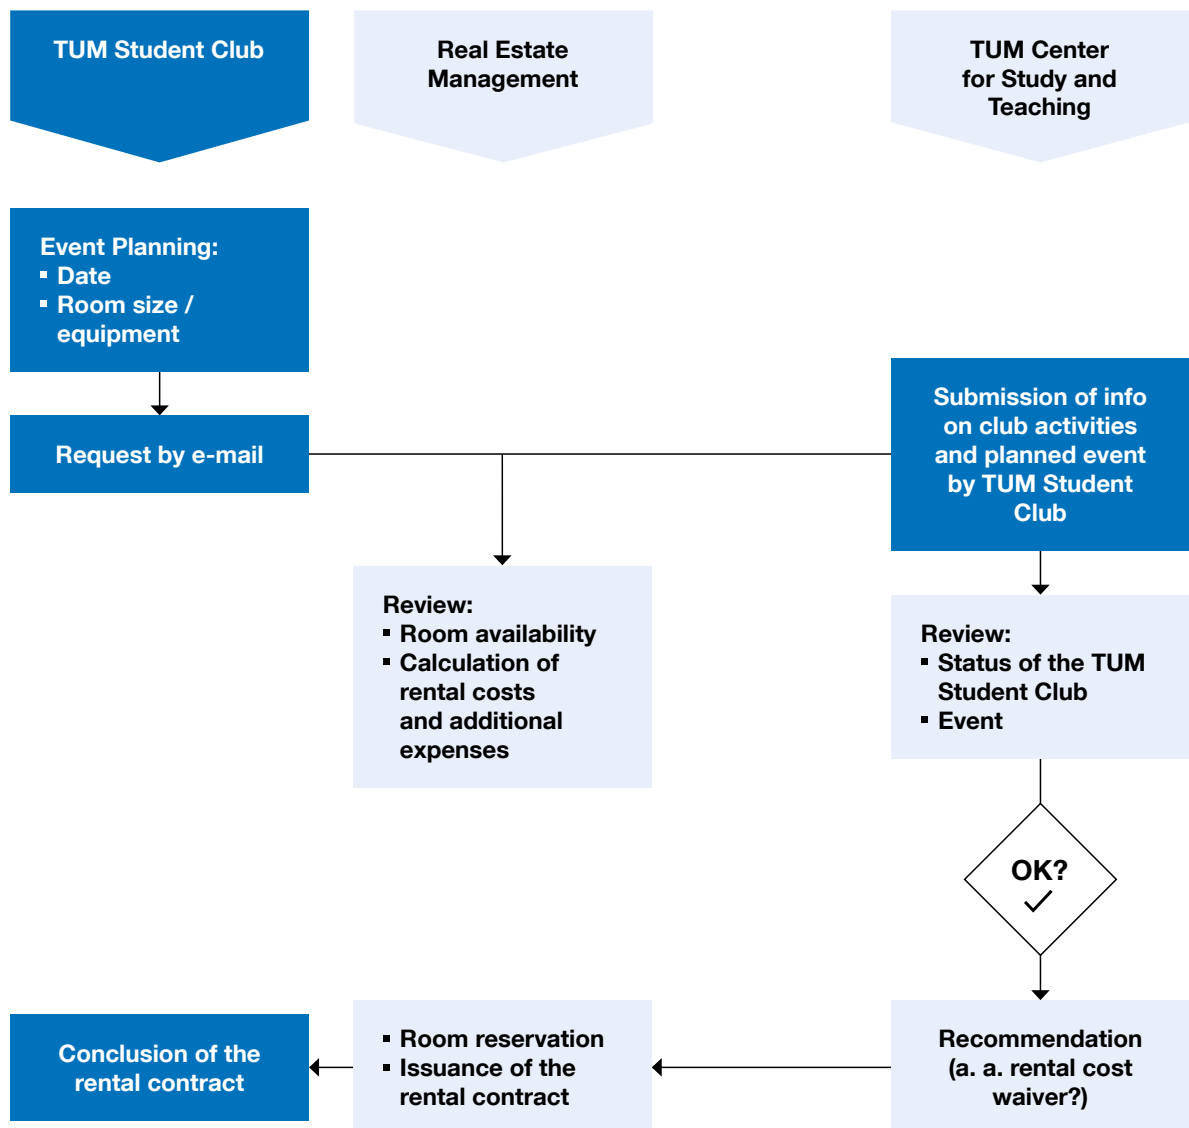 TUM Student Club
Real Estate
Management
TUM Center
for Study and
Teaching
Event Planning:
▪ Date
▪ Room size /
equipment
Request by e-mail
Submission of info
on club activities
and planned event
by TUM Student
Club
Review:
▪ Room availability
▪ Calculation of
rental costs
and additional
expenses
Review:
▪ Status of the TUM
Student Club
▪ Event
OK?
✓
Conclusion of the
rental contract
▪ Room reservation
▪ Issuance of the
rental contract
Recommendation
(a. a. rental cost
waiver?)